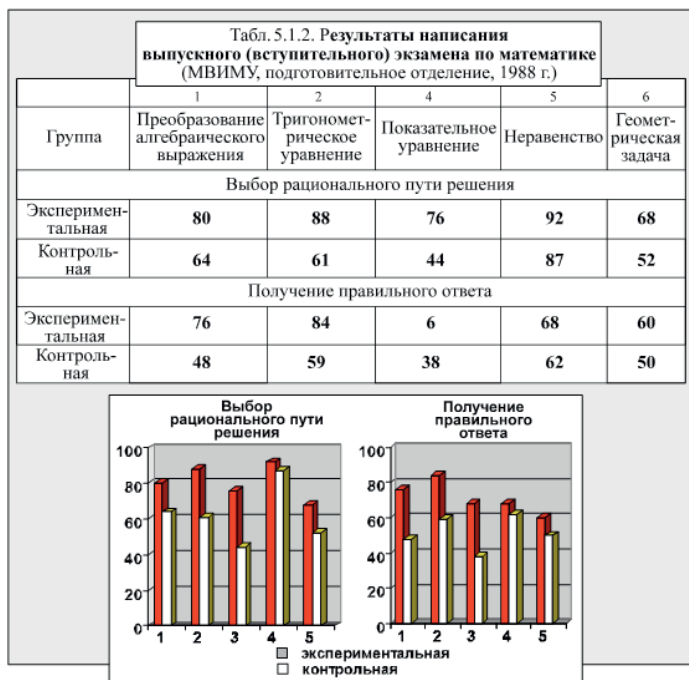 Табл. 5.1.2. Результаты написания
выпускного (вступительного) экзамена по математике
(МВИМУ, подготовительное отделение, 1988 г.)
1 2 4 5 6
Группа Преобразование алгебраического выражения Тригономет-рическое уравнение Показательное уравнение Неравенство Геомет-рическая задача
Выбор рационального пути решения
Эксперимен-тальная 80 88 76 92 68
Контроль-ная 64 61 44 87 52
Получение правильного ответа
Эксперимен-тальная 76 84 6 68 60
Контроль-ная 48 59 38 62 50
Выбор
рационального пути
решения
100
80
60
40
20
0
1 2 3 4 5
Получение
правильного
ответа
100
80
60
40
20
0
1 2 3 4 5
экспериментальная
контрольная